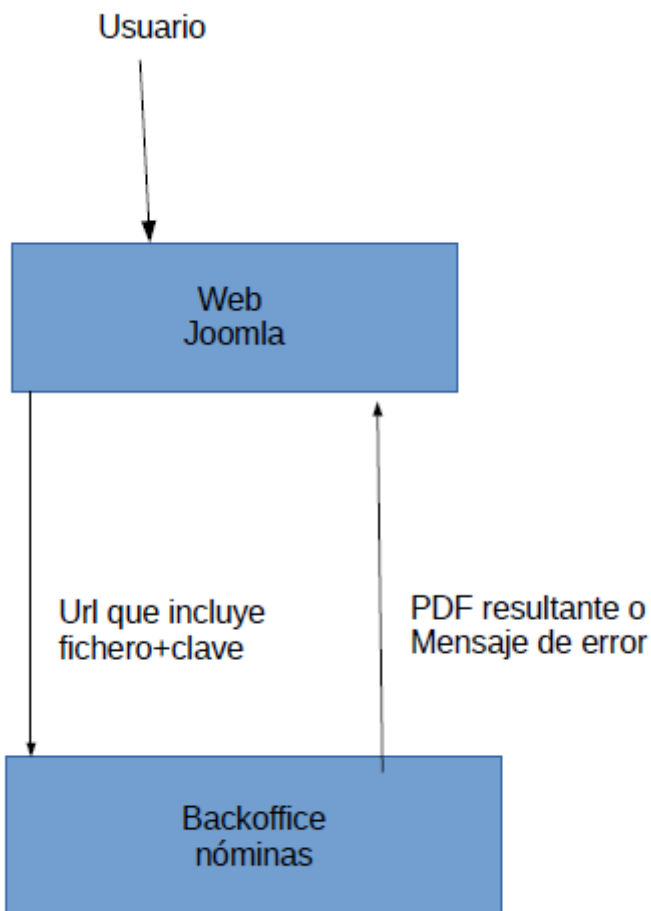 Usuario
Web
Joomla
Url que incluye
fichero+clave
PDF resultante o
Mensaje de error
Backoffice
nóminas